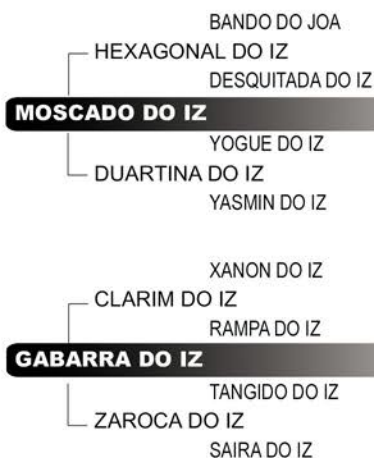 BANDO DO JOA
HEXAGONAL DO IZ
DESQUITADA DO IZ
MOSCADO DO IZ
YOGUE DO IZ
DUARTINA DO IZ
YASMIN DO IZ
XANON DO IZ
CLARIM DO IZ
RAMPA DO IZ
GABARRA DO IZ
TANGIDO DO IZ
ZAROCA DO IZ
SAIRA DO IZ